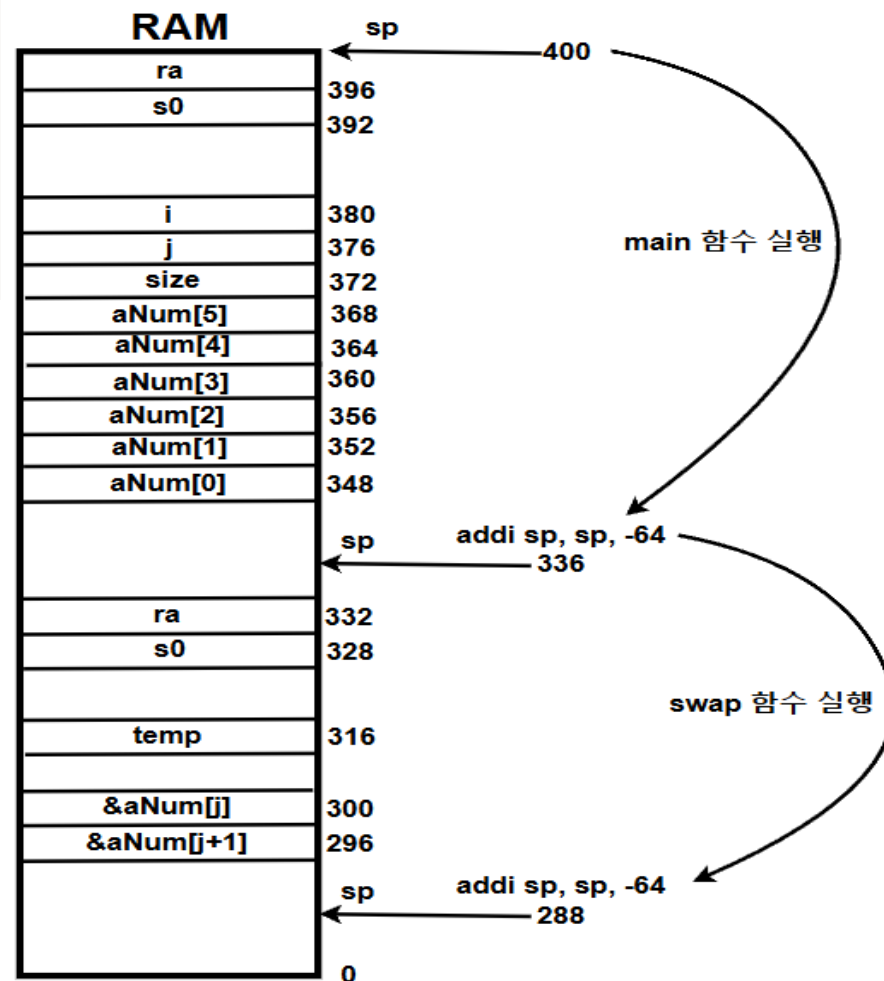 RAM
sp
400
ra
396
s0
392
i
380
j
376
main 함수 실행
size
372
aNum[5]
368
aNum[4]
364
aNum[3]
360
aNum[2]
356
aNum[1]
352
aNum[0]
348
addi sp, sp, -64
sp
336
ra
332
s0
328
swap 함수 실행
temp
316
&aNum[j]
300
&aNum[j+1]
296
addi sp, sp, -64
sp
288
0